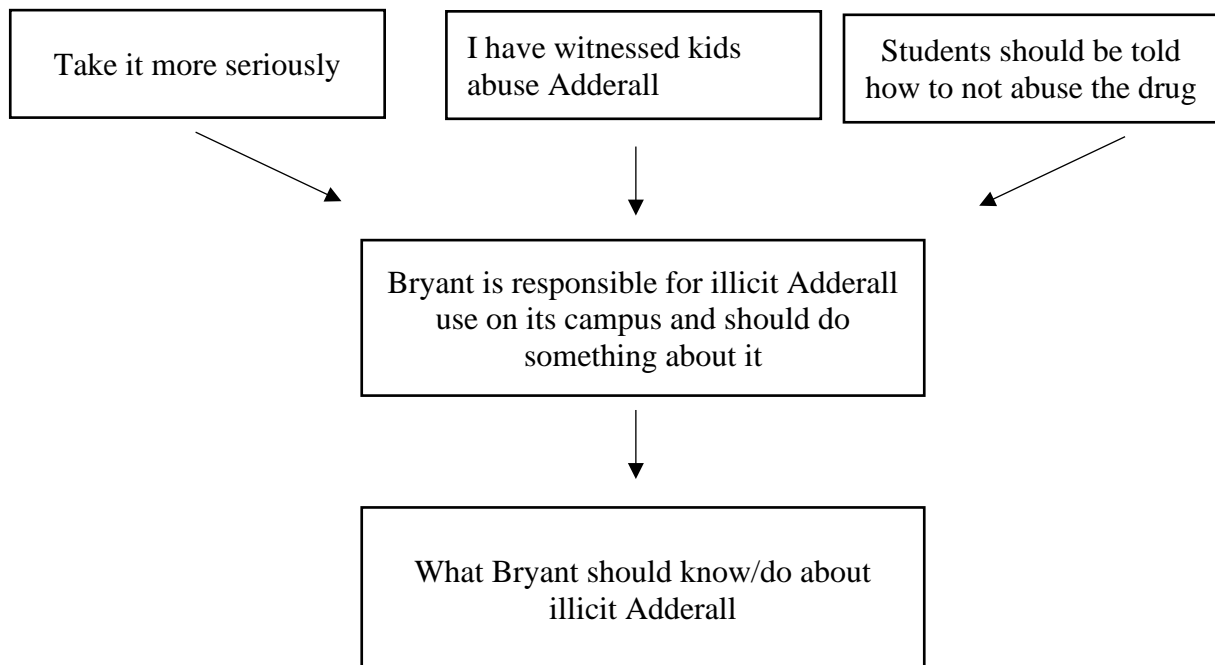 Take it more seriously
I have witnessed kids
abuse Adderall
Students should be told
how to not abuse the drug
Bryant is responsible for illicit Adderall
use on its campus and should do
something about it
What Bryant should know/do about
illicit Adderall